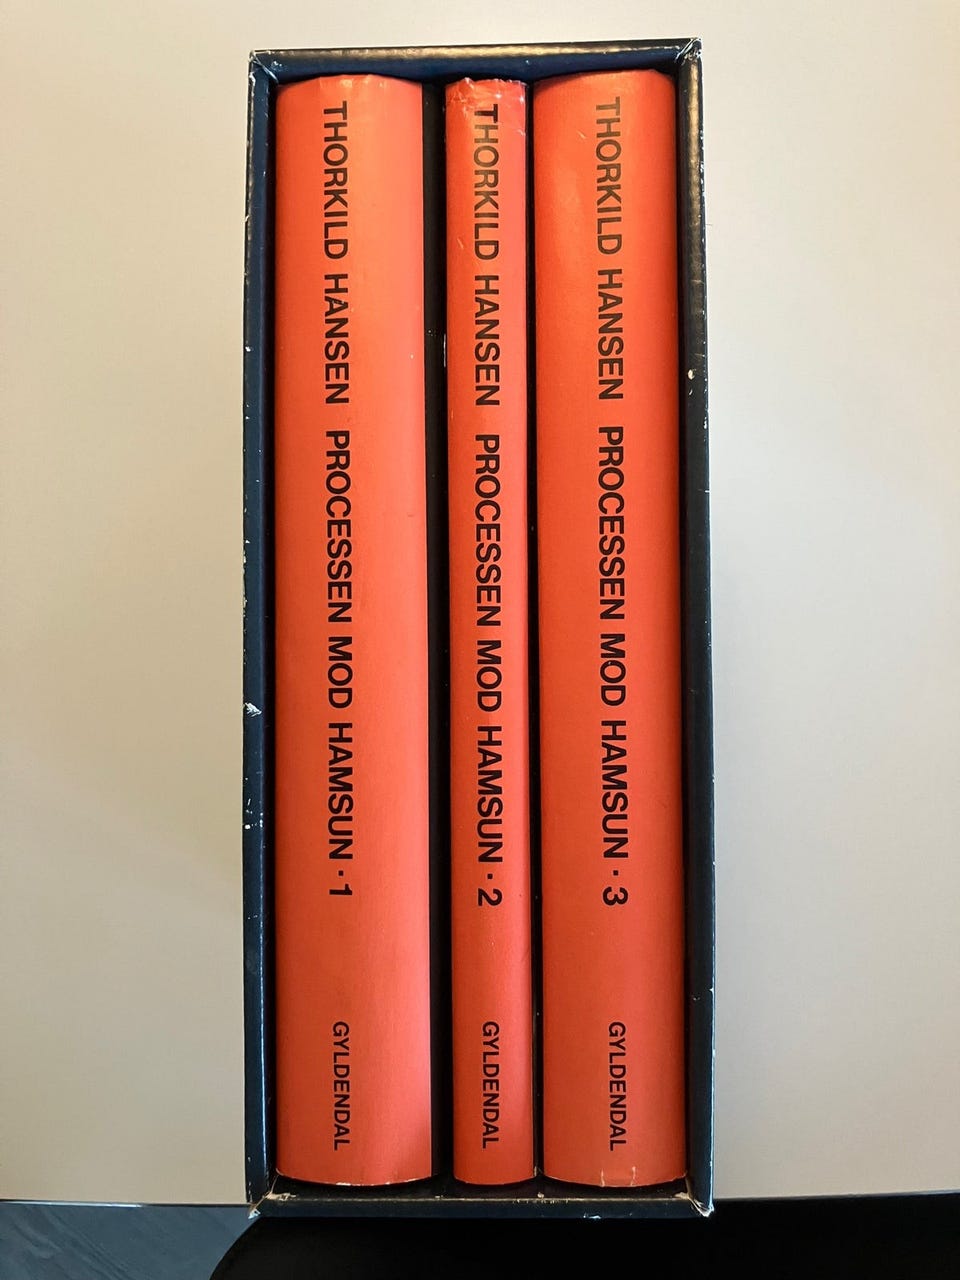 THORKILD HANSEN PROCESSEN MOD HAMSUN · 1
GYLDENDAL
THORKILD HANSEN PROCESSEN MOD HAMSUN · 2
GYLDENDAL
THORKILD HANSEN PROCESSEN MOD HAMSUN · 3
GYLDENDAL